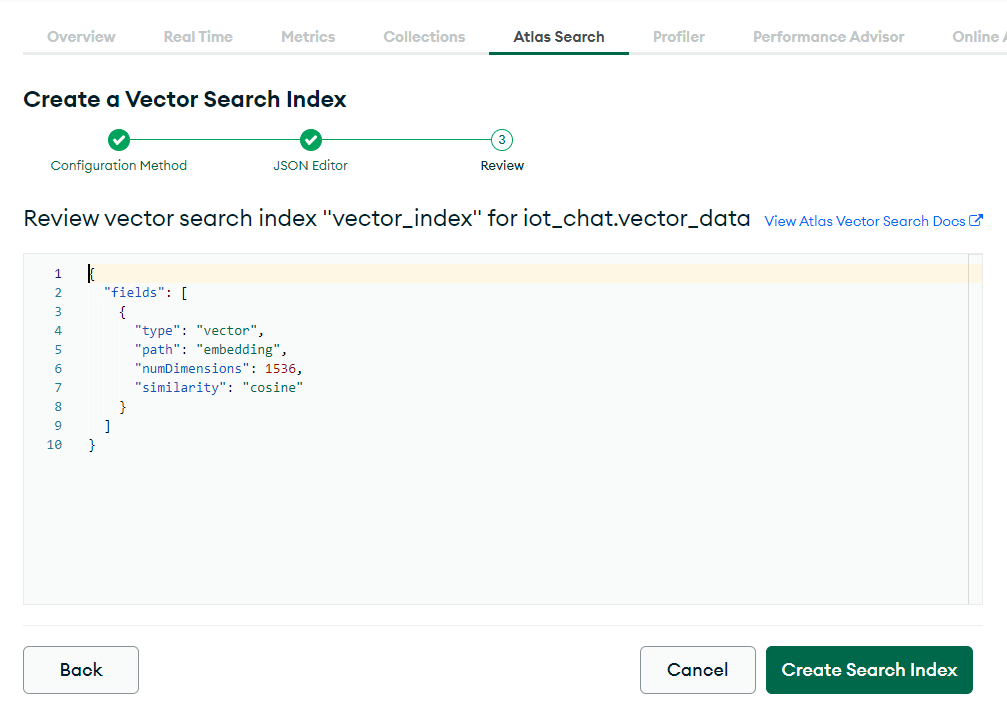 Overview Real Time Metrics Collections Atlas Search Profiler Performance Advisor Online A
Create a Vector Search Index
3
Configuration Method JSON Editor Review
Review vector search index "vector_index" for iot_chat.vector_data View Atlas Vector Search Docs
1 {
2 "fields": [
3 {
4 "type": "vector",
5 "path": "embedding",
6 "numDimensions": 1536,
7 "similarity": "cosine"
8 }
9 ]
10 }
Back Cancel Create Search Index